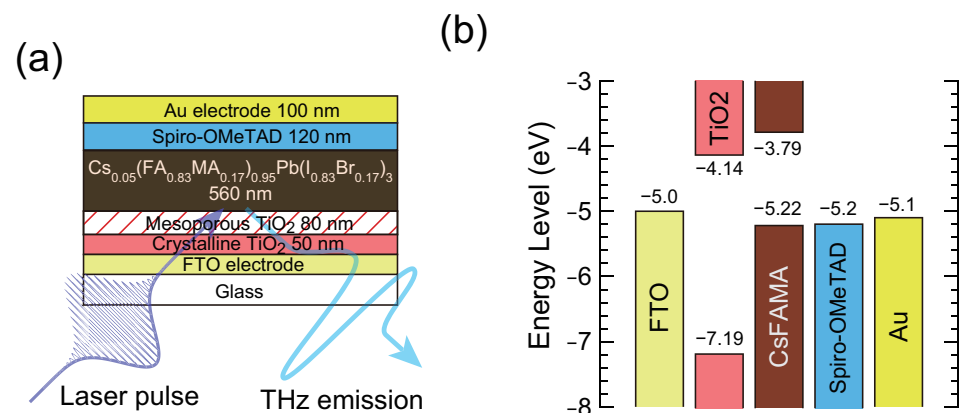 (a)
Au electrode 100 nm
Spiro-OMeTAD 120 nm
Cs0.05(FA0.83MA0.17)0.95Pb(I0.83Br0.17)3
560 nm
Mesoporous TiO2 80 nm
Crystalline TiO2 50 nm
FTO electrode
Glass
Laser pulse
THz emission
(b)
Energy Level (eV)
−3
−4
−5
−6
−7
−8
TiO2
−4.14
−3.79
−5.0
−5.22
−5.2
−5.1
−7.19
FTO
CsFAMA
Spiro-OMeTAD
Au